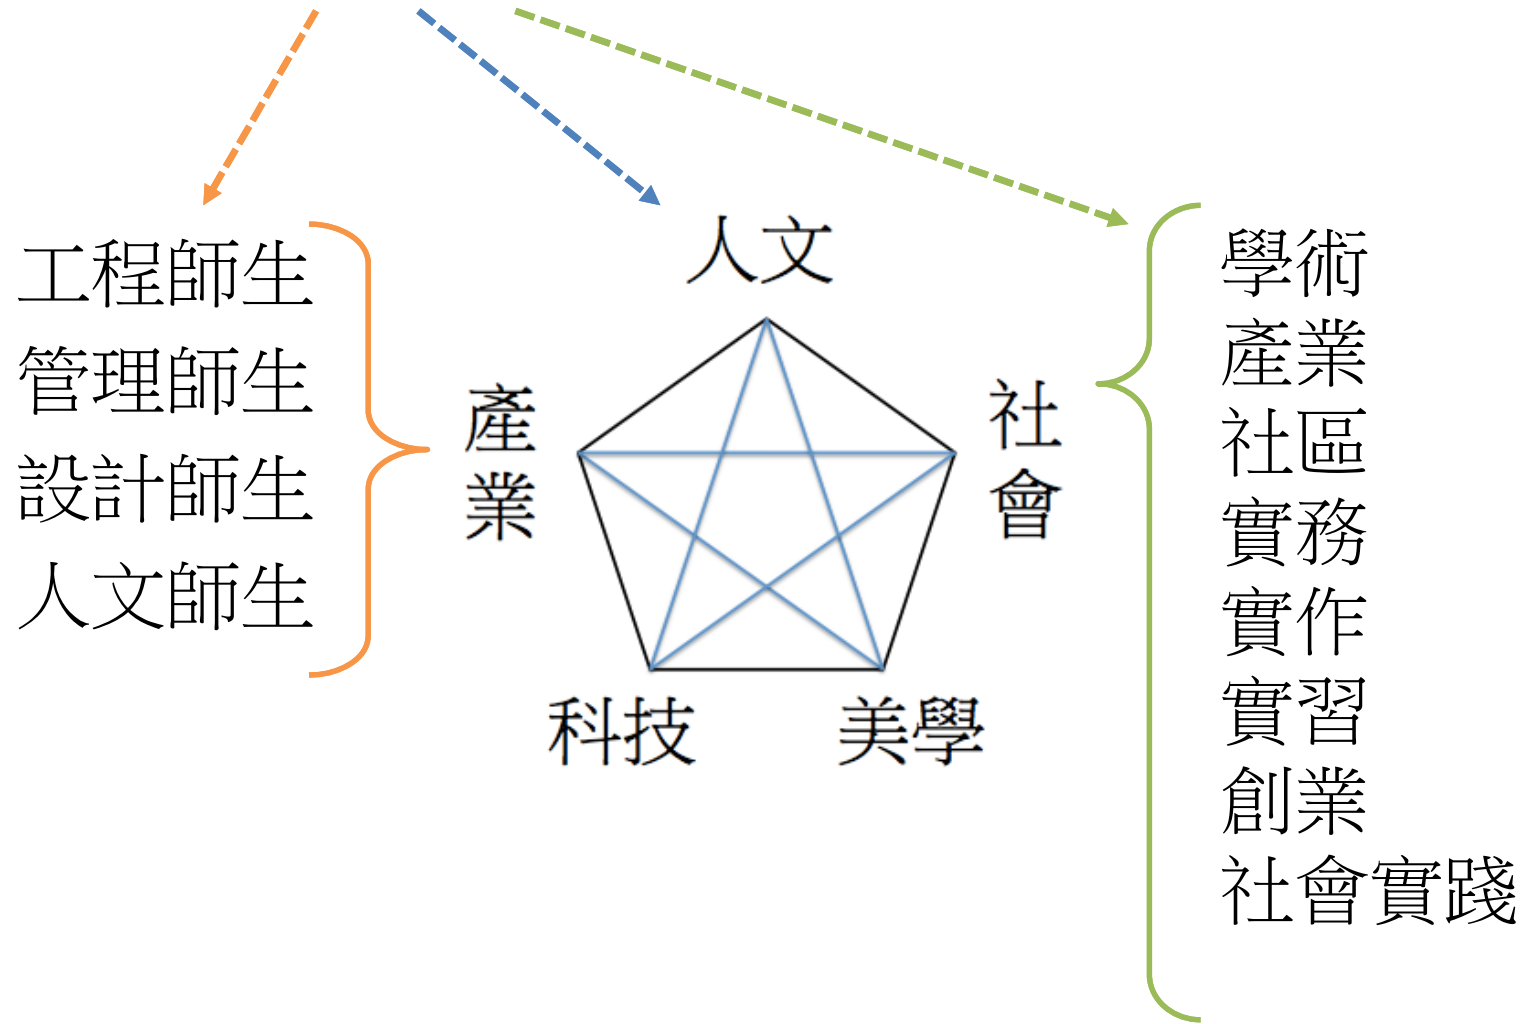 工程師生
管理師生
設計師生
人文師生
人文
產業
社會
科技
美學
學術
產業
社區
實務
實作
實習
創業
社會實踐